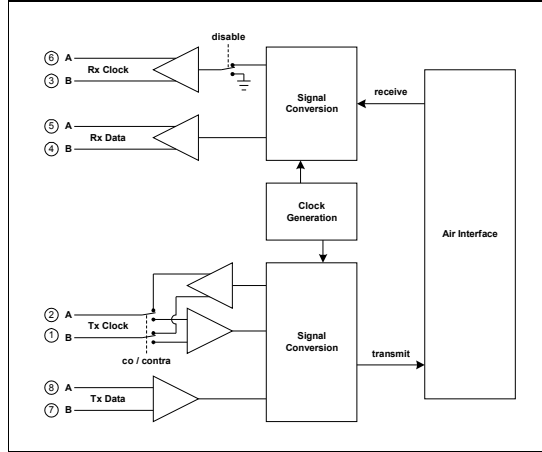 disable
6 A
Rx Clock
3 B
Signal
Conversion
receive
5 A
Rx Data
4 B
Clock
Generation
Air Interface
2 A
Tx Clock
1 B
Signal
Conversion
co / contra
transmit
8 A
Tx Data
7 B